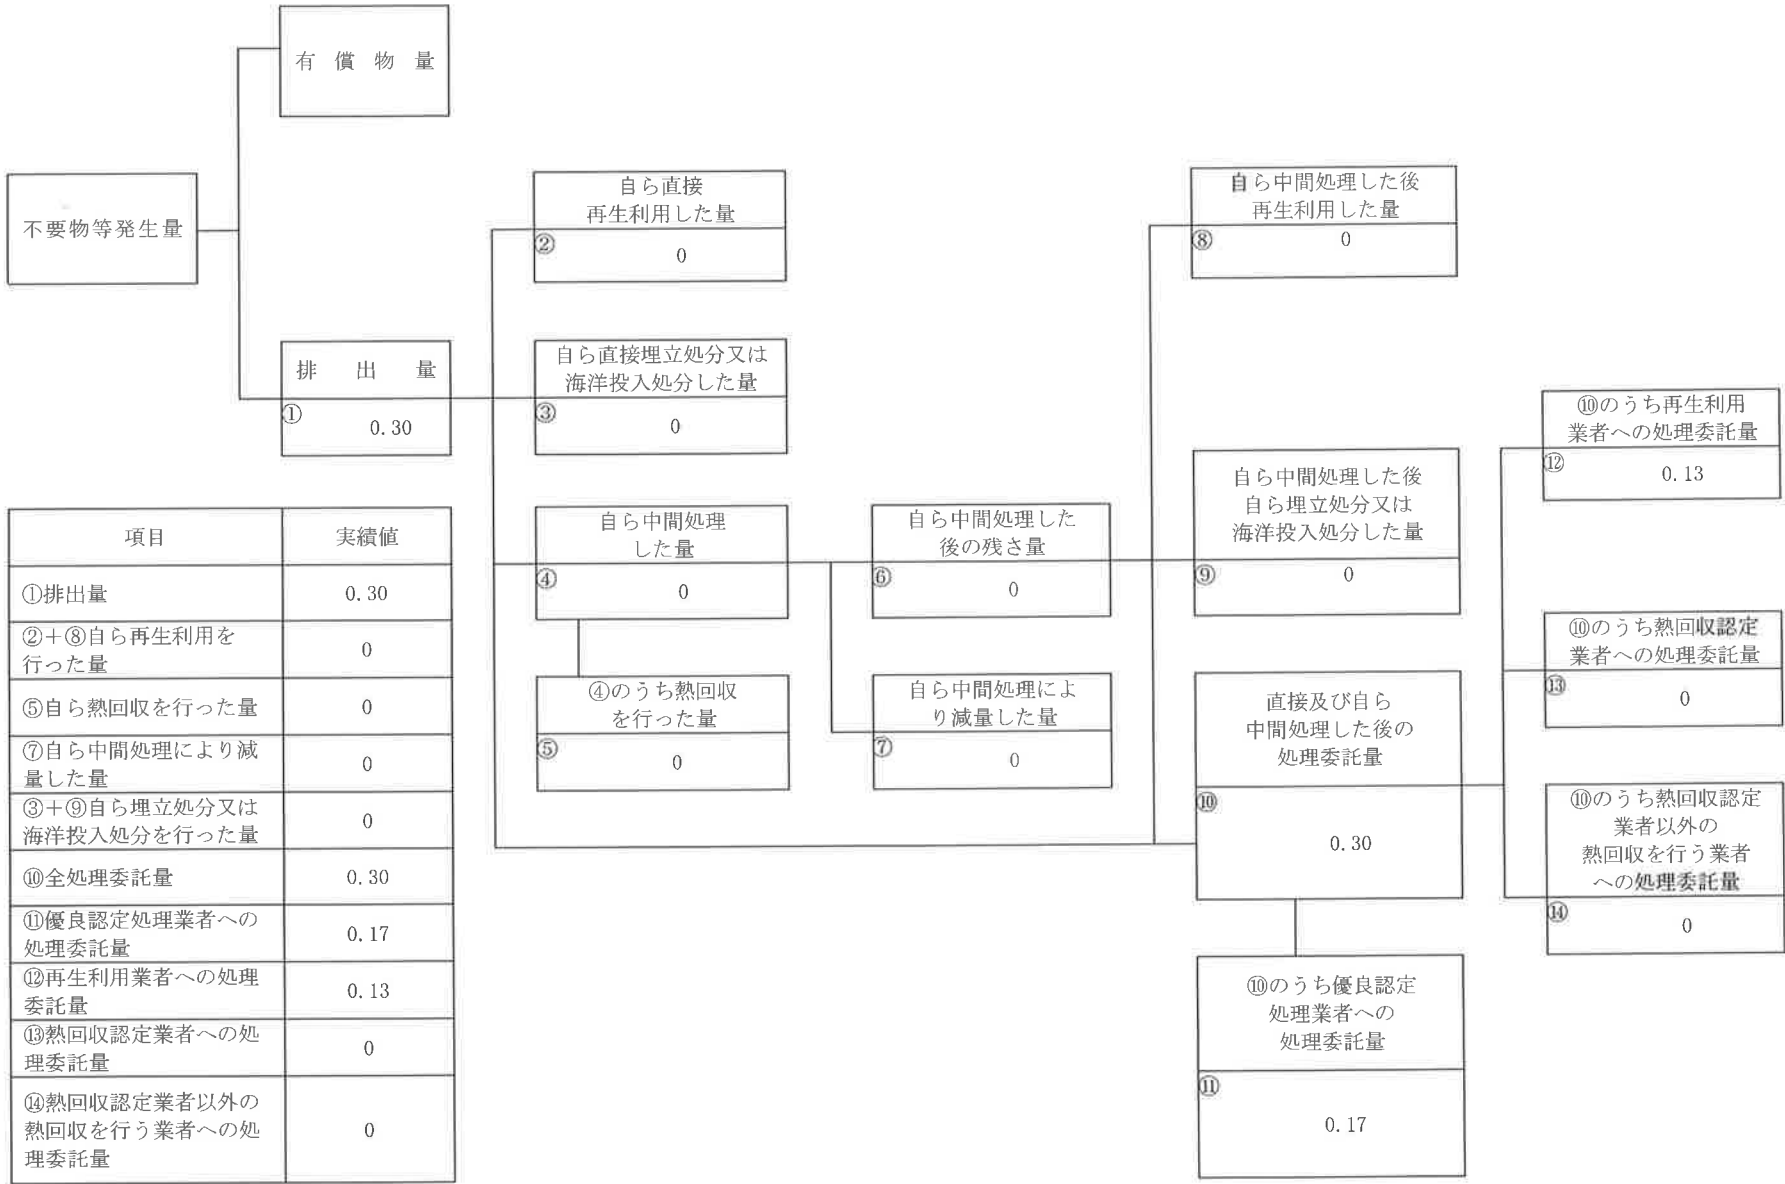 有償物量
不要物等発生量
排出量
①
0.30
自ら直接
再生利用した量
②
0
自ら直接埋立処分又は
海洋投入処分した量
③
0
自ら中間処理
した量
④
0
④のうち熱回収
を行った量
⑤
0
自ら中間処理した
後の残さ量
⑥
0
自ら中間処理によ
り減量した量
⑦
0
自ら中間処理した後
再生利用した量
⑧
0
自ら中間処理した後
自ら埋立処分又は
海洋投入処分した量
⑨
0
直接及び自ら
中間処理した後の
処理委託量
⑩
0.30
⑩のうち優良認定
処理業者への
処理委託量
⑪
0.17
⑩のうち再生利用
業者への処理委託量
⑫
0.13
⑩のうち熱回収認定
業者への処理委託量
⑬
0
⑩のうち熱回収認定
業者以外の
熱回収を行う業者
への処理委託量
⑭
0
項目 実績値
①排出量 0.30
②+⑧自ら再生利用を
行った量 0
⑤自ら熱回収を行った量 0
⑦自ら中間処理により減
量した量 0
③+⑨自ら埋立処分又は
海洋投入処分を行った量 0
⑩全処理委託量 0.30
⑪優良認定処理業者への
処理委託量 0.17
⑫再生利用業者への処理
委託量 0.13
⑬熱回収認定業者への処
理委託量 0
⑭熱回収認定業者以外の
熱回収を行う業者への処
理委託量 0